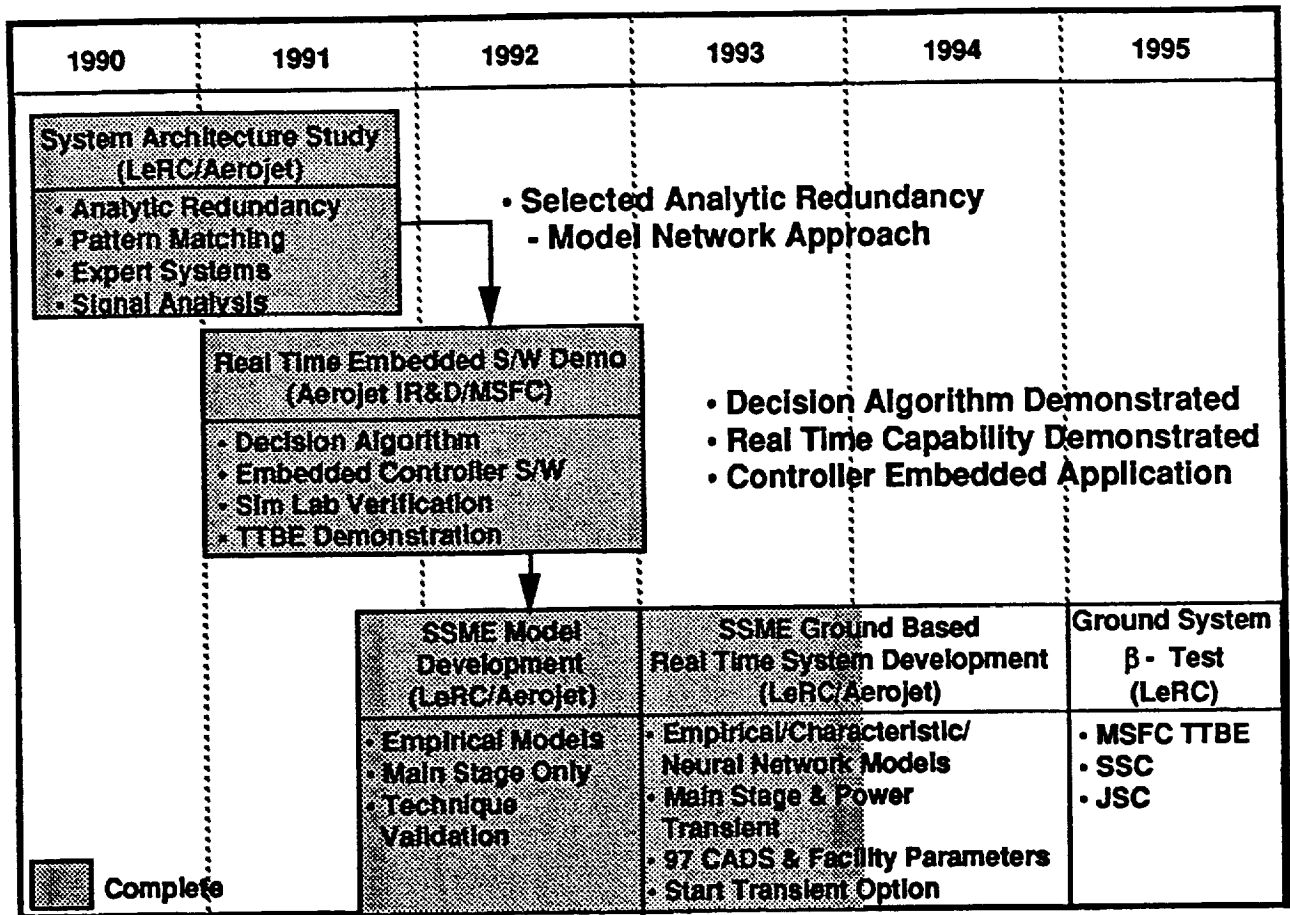 1990 1991 1992 1993 1994 1995
System Architecture Study
(LeRC/Aerojet)
• Analytic Redundancy
• Pattern Matching
• Expert Systems
• Signal Analysis
• Selected Analytic Redundancy
- Model Network Approach
Real Time Embedded S/W Demo
(Aerojet IR&D/MSFC)
• Decision Algorithm
• Embedded Controller S/W
• Sim Lab Verification
• TTBE Demonstration
• Decision Algorithm Demonstrated
• Real Time Capability Demonstrated
• Controller Embedded Application
SSME Model
Development
(LeRC/Aerojet)
• Empirical Models
• Main Stage Only
• Technique
Validation
SSME Ground Based
Real Time System Development
(LeRC/Aerojet)
• Empirical/Characteristic/
Neural Network Models
• Main Stage & Power
Transient
• 97 CADS & Facility Parameters
• Start Transient Option
Ground System
β - Test
(LeRC)
• MSFC TTBE
• SSC
• JSC
Complete